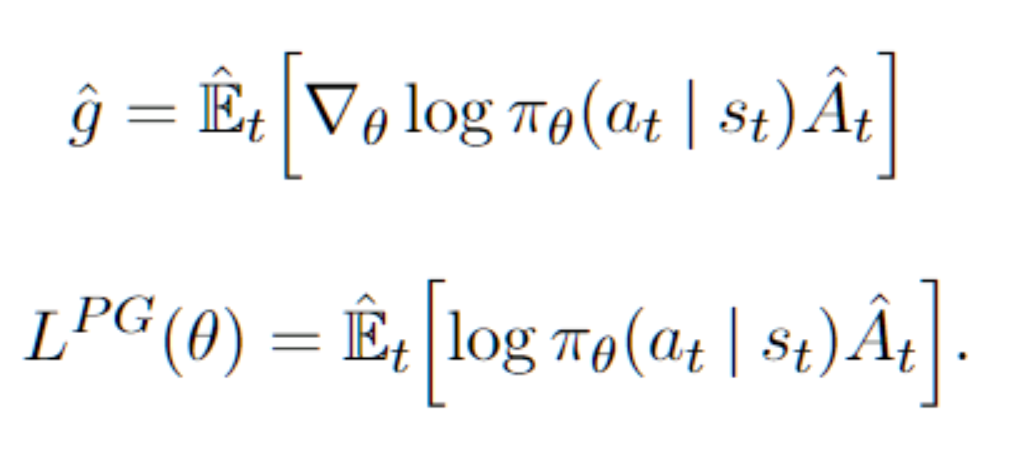 ĝ = 𝔼̂_t[∇_θ log π_θ(a_t | s_t)Â_t]
L^{PG}(θ) = 𝔼̂_t[log π_θ(a_t | s_t)Â_t].